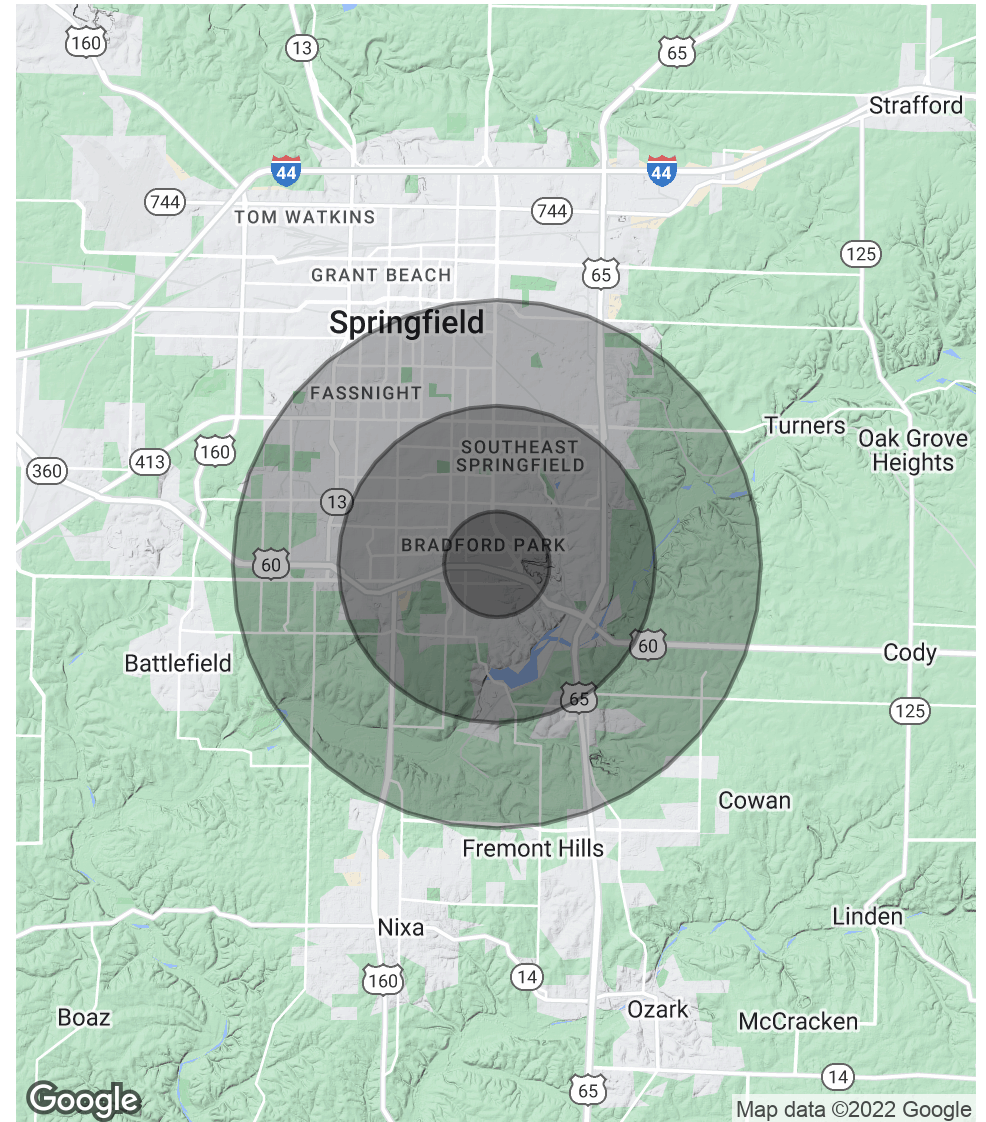 160
13
65
Strafford
44
44
744
744
TOM WATKINS
125
GRANT BEACH
65
Springfield
FASSNIGHT
Turners
Oak Grove
Heights
SOUTHEAST
SPRINGFIELD
160
413
360
13
BRADFORD PARK
60
60
Cody
Battlefield
65
125
Cowan
Fremont Hills
Linden
Nixa
160
14
Ozark
McCracken
Boaz
14
65
Google
Map data ©2022 Google